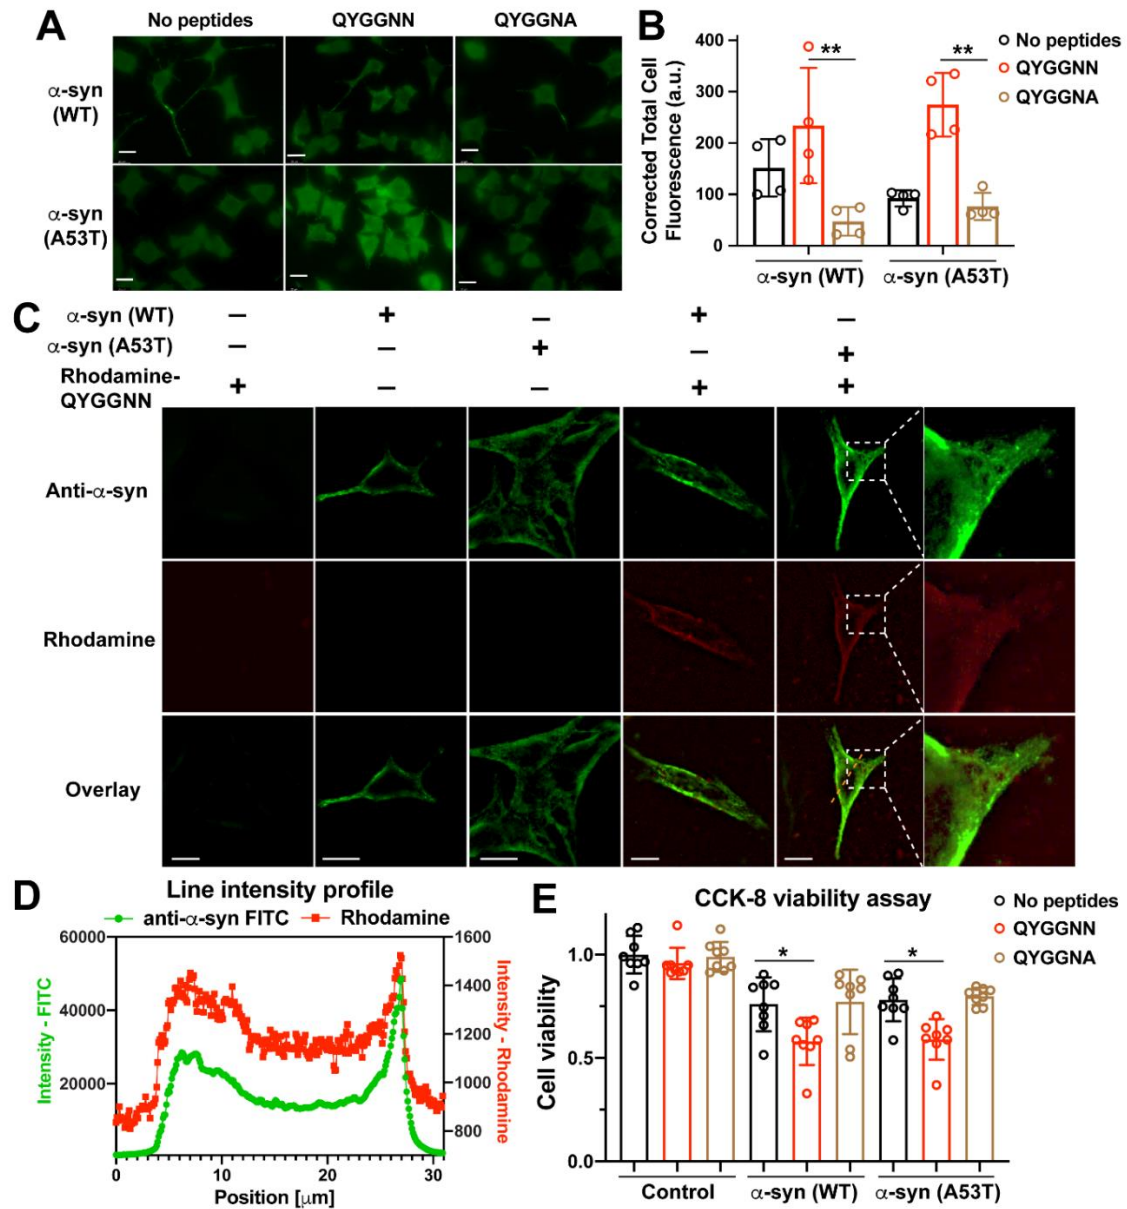 A
No peptides QYGGNN QYGGNA
α-syn
(WT)
α-syn
(A53T)
B
Corrected Total Cell
Fluorescence (a.u.)
400
300
200
100
0
** **
No peptides
QYGGNN
QYGGNA
α-syn (WT) α-syn (A53T)
C
α-syn (WT) – + – + –
α-syn (A53T) – – + – +
Rhodamine-
QYGGNN
+ – – + +
Anti-α-syn
Rhodamine
Overlay
D
Line intensity profile
anti-α-syn FITC Rhodamine
Intensity - FITC
60000
40000
20000
1600
1400
1200
1000
800
Intensity - Rhodamine
0 10 20 30
Position [μm]
E
CCK-8 viability assay
Cell viability
1.0
0.5
0.0
* *
No peptides
QYGGNN
QYGGNA
Control α-syn (WT) α-syn (A53T)